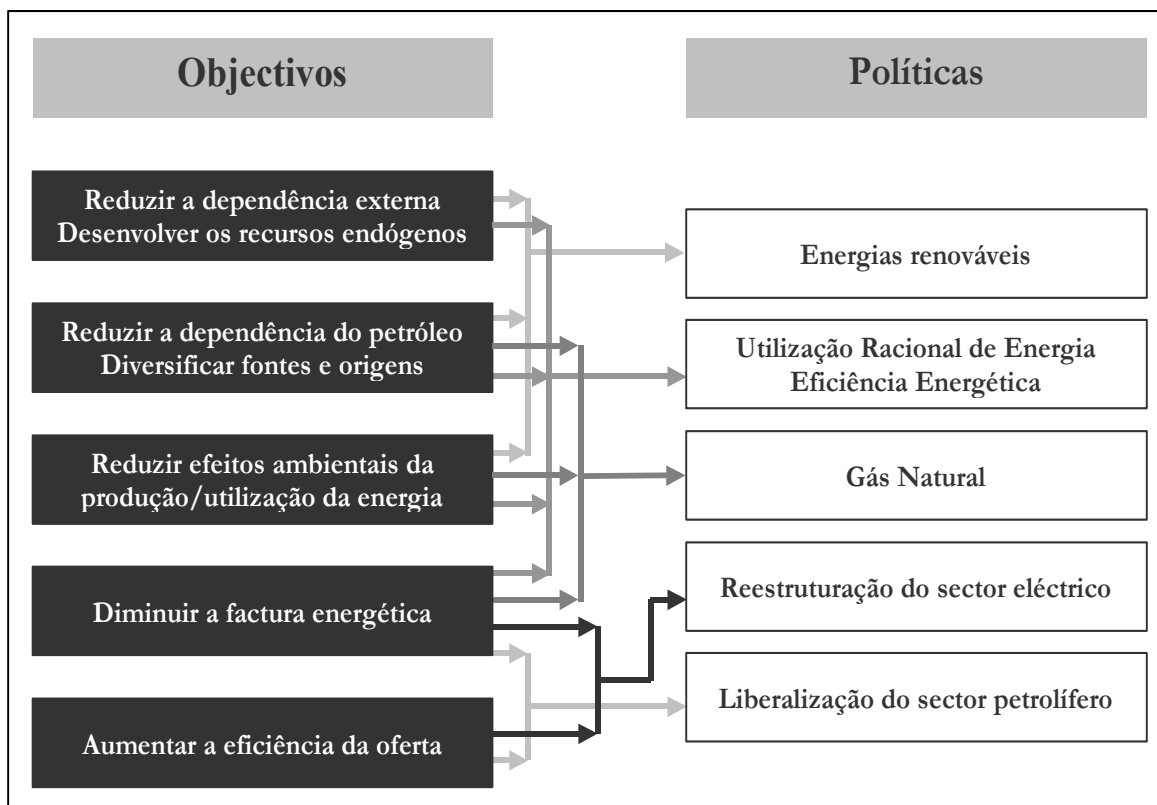 Objectivos
Políticas
Reduzir a dependência externa
Desenvolver os recursos endógenos
Reduzir a dependência do petróleo
Diversificar fontes e origens
Reduzir efeitos ambientais da
produção/utilização da energia
Diminuir a factura energética
Aumentar a eficiência da oferta
Energias renováveis
Utilização Racional de Energia
Eficiência Energética
Gás Natural
Reestruturação do sector eléctrico
Liberalização do sector petrolífero